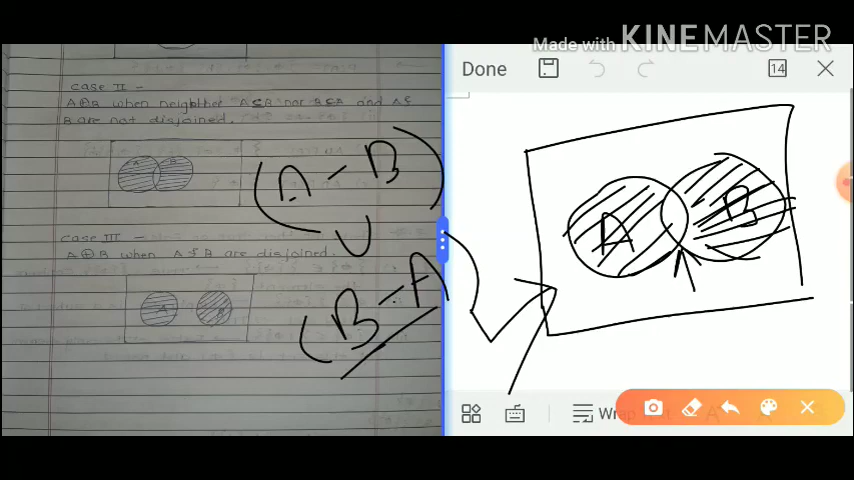 Made with KINEMASTER
Done
14
Case II -
A⊕B when neighther A⊆B nor B⊆A and A &
B are not disjoined.
A B
Case III -
A⊕B when A & B are disjoined.
A B
(A - B)
∪
(B - A
A B
Wrap